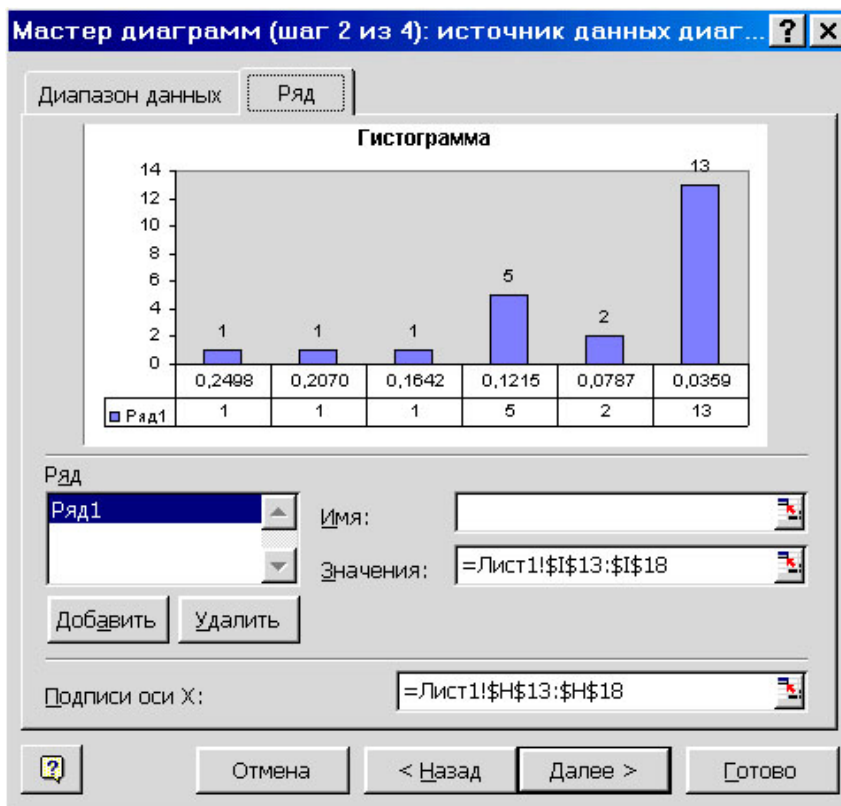 Мастер диаграмм (шаг 2 из 4): источник данных диаг...
Диапазон данных Ряд
Гистограмма
14
12
10
8
6
4
2
0
1 1 1 5 2 13
0,2498 0,2070 0,1642 0,1215 0,0787 0,0359
Ряд1 1 1 1 5 2 13
Ряд
Ряд1
Имя:
Значения: =Лист1!$I$13:$I$18
Добавить Удалить
Подписи оси X: =Лист1!$H$13:$H$18
Отмена < Назад Далее > Готово